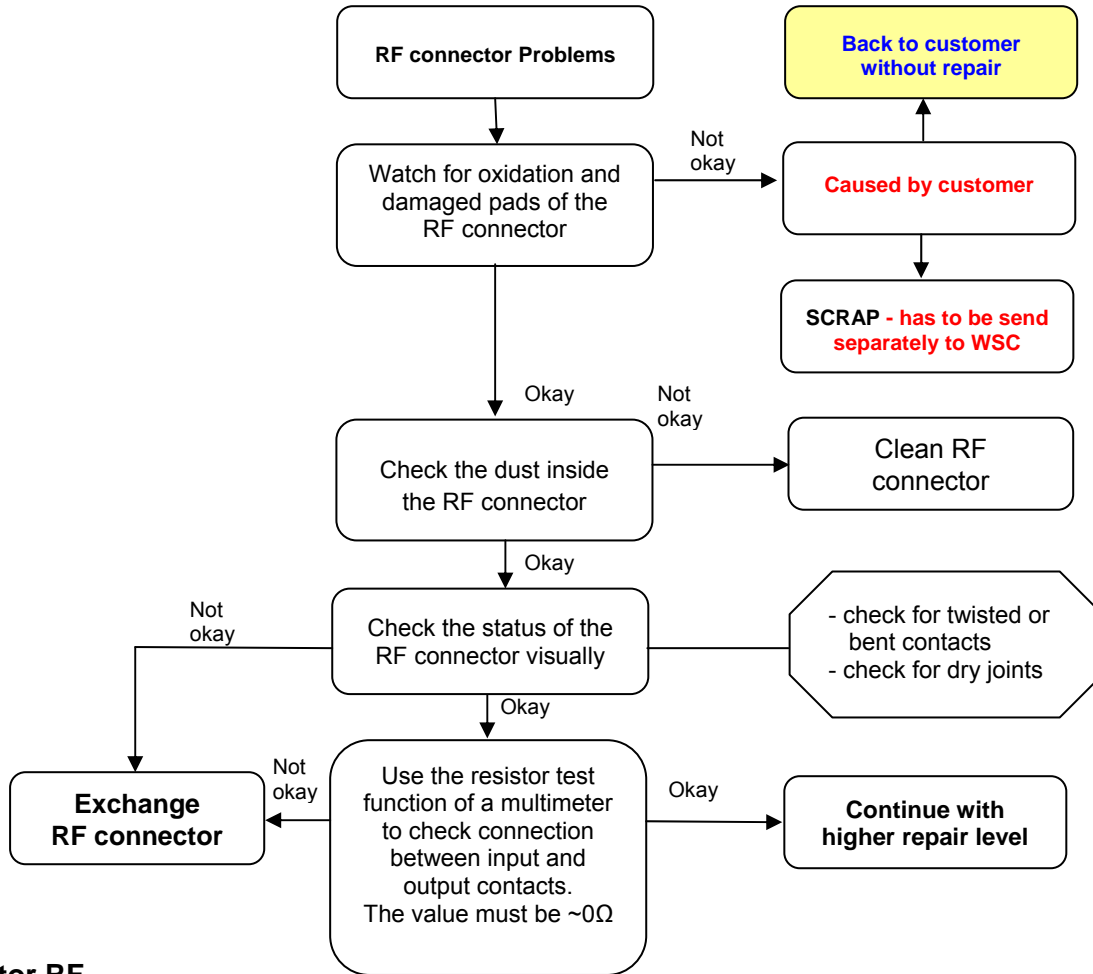 RF connector Problems
Back to customer
without repair
Watch for oxidation and
damaged pads of the
RF connector
Not
okay
Caused by customer
SCRAP - has to be send
separately to WSC
Okay
Not
okay
Check the dust inside
the RF connector
Clean RF
connector
Okay
Not
okay
Check the status of the
RF connector visually
- check for twisted or
bent contacts
- check for dry joints
Okay
Exchange
RF connector
Not
okay
Use the resistor test
function of a multimeter
to check connection
between input and
output contacts.
The value must be ~0Ω
Okay
Continue with
higher repair level
RF